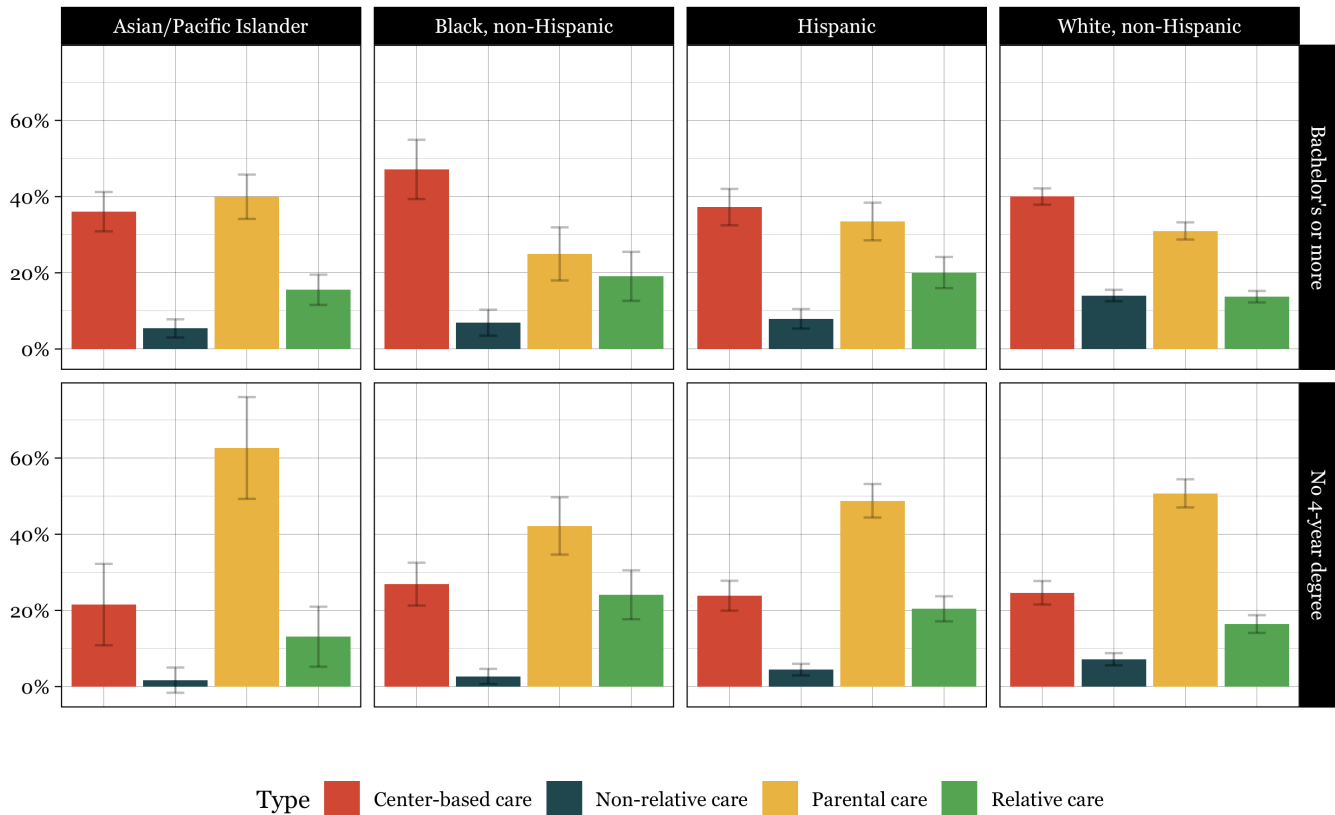 Asian/Pacific Islander
Black, non-Hispanic
Hispanic
White, non-Hispanic
60%
40%
20%
0%
Bachelor's or more
60%
40%
20%
0%
No 4-year degree
Type
Center-based care
Non-relative care
Parental care
Relative care